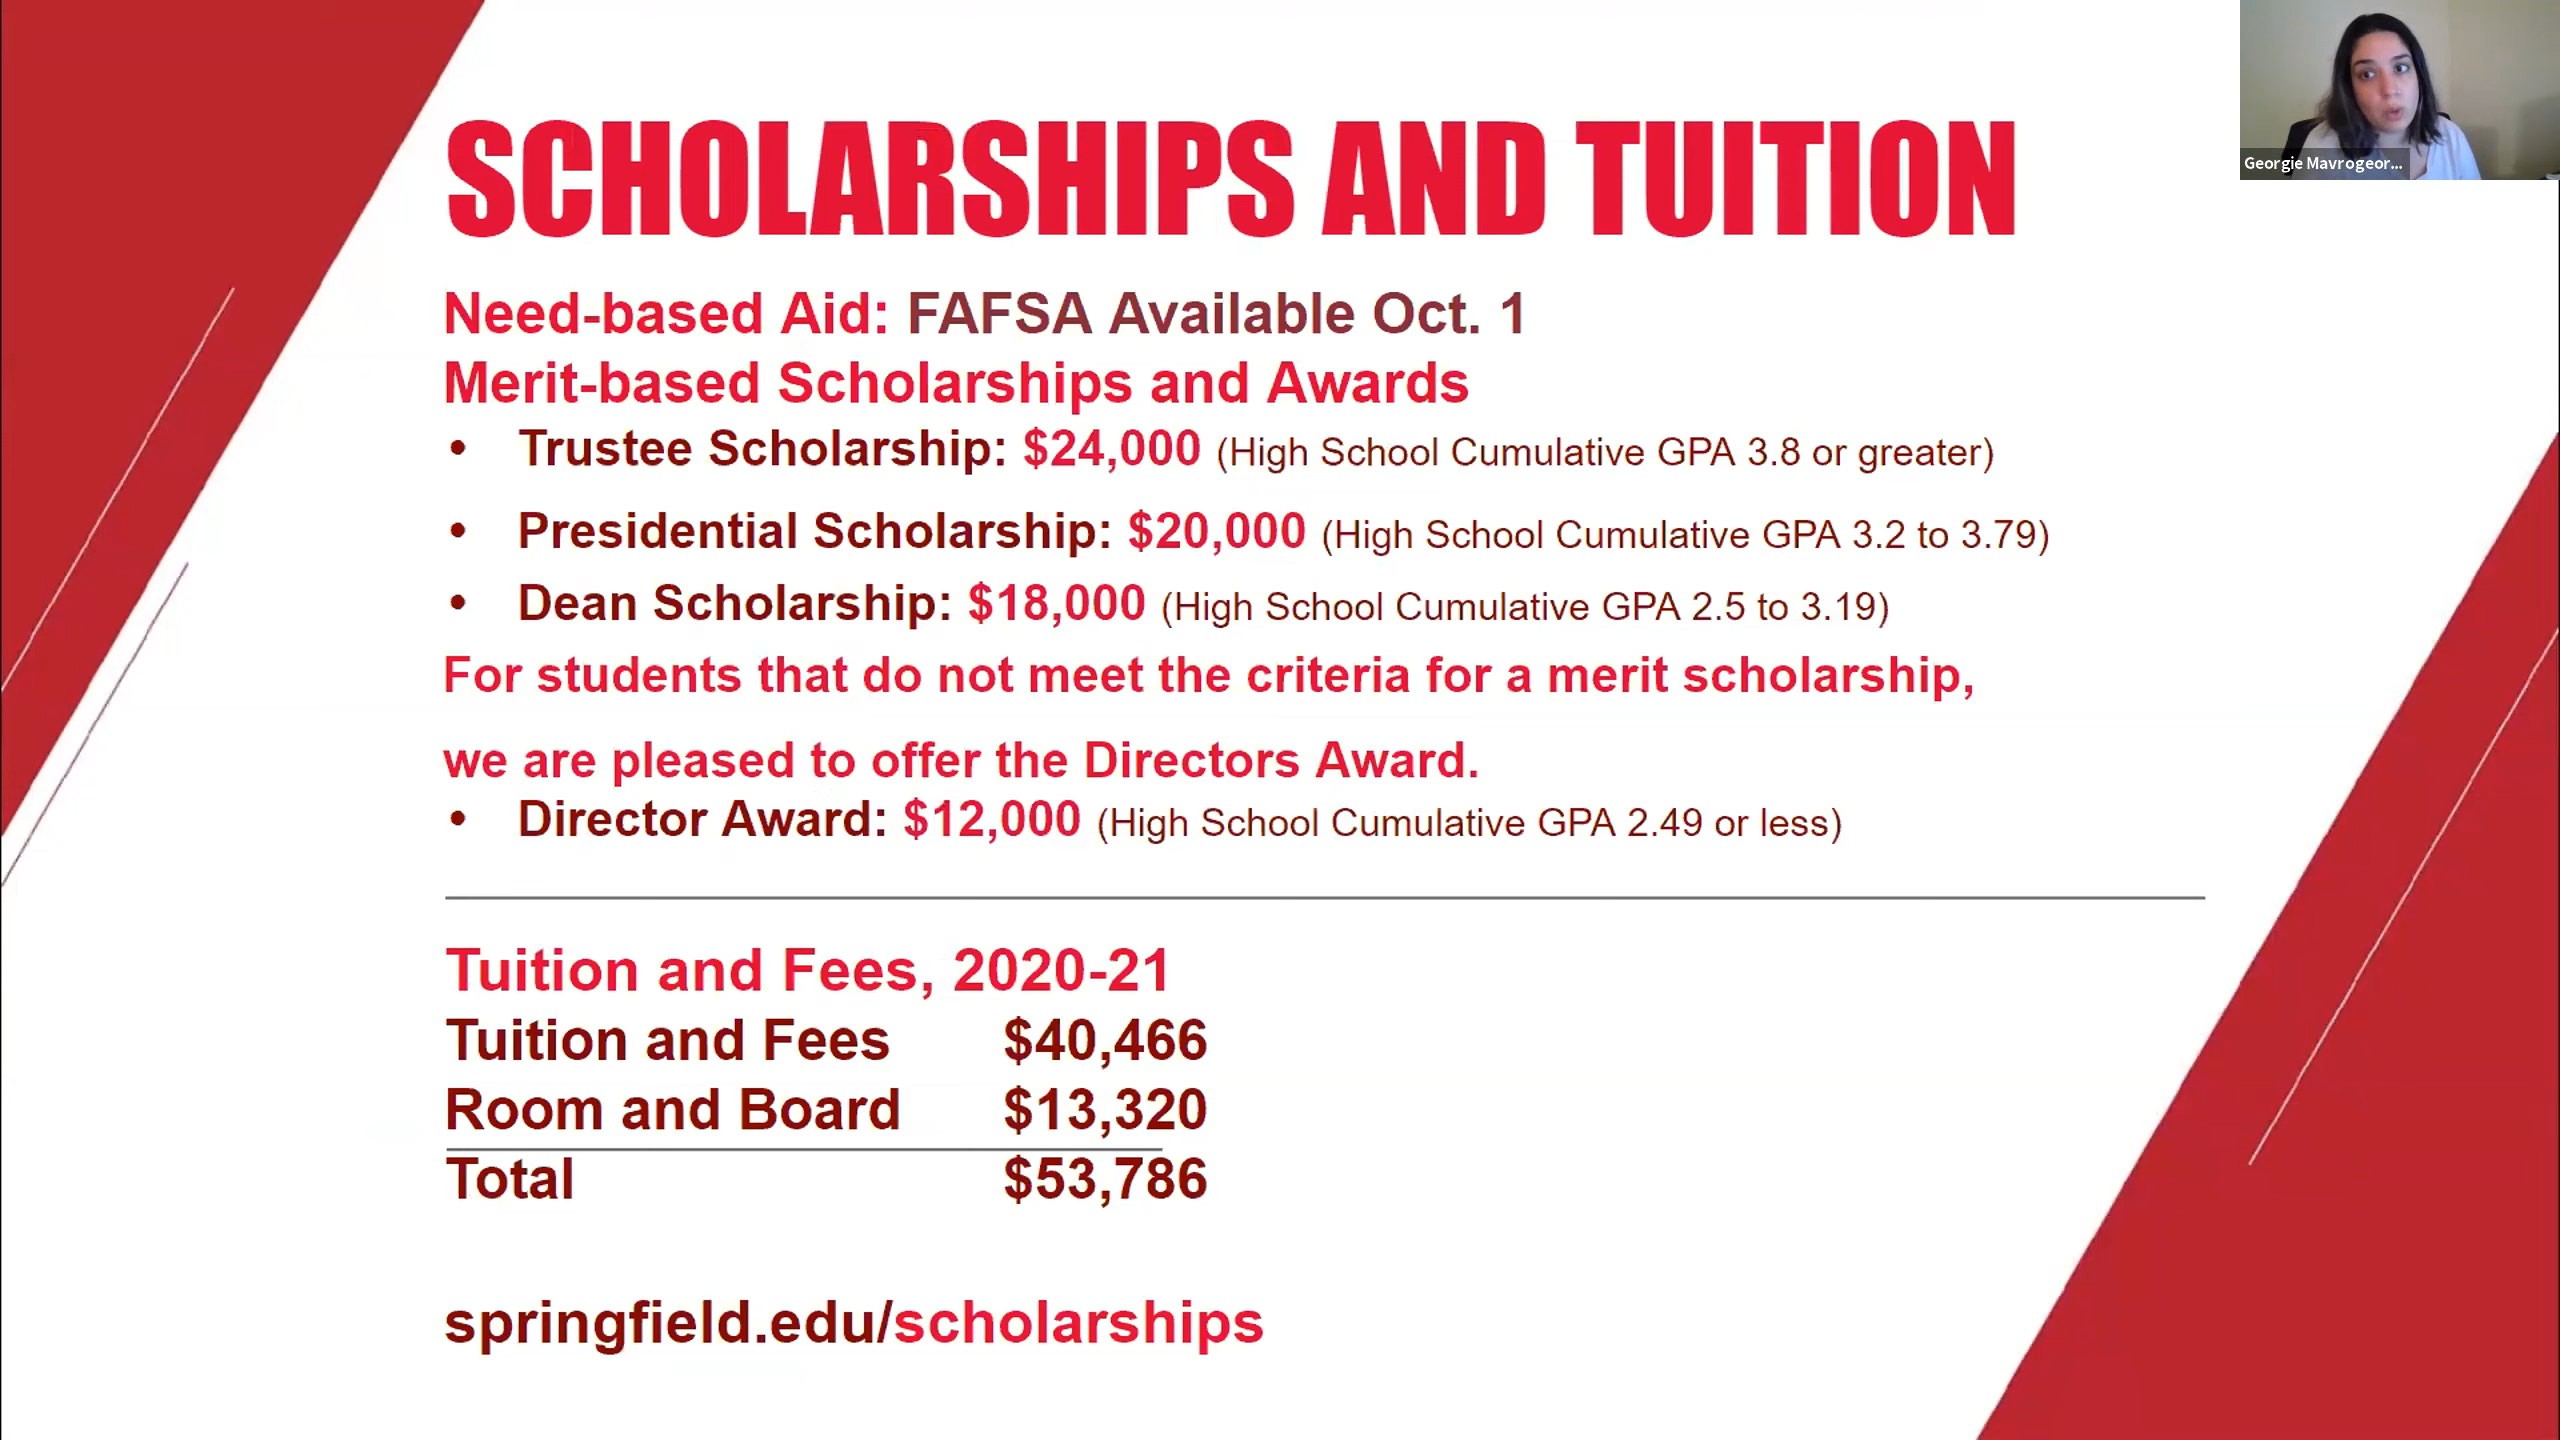 Georgie Mavrogeor...
SCHOLARSHIPS AND TUITION
Need-based Aid: FAFSA Available Oct. 1
Merit-based Scholarships and Awards
• Trustee Scholarship: $24,000 (High School Cumulative GPA 3.8 or greater)
• Presidential Scholarship: $20,000 (High School Cumulative GPA 3.2 to 3.79)
• Dean Scholarship: $18,000 (High School Cumulative GPA 2.5 to 3.19)
For students that do not meet the criteria for a merit scholarship,
we are pleased to offer the Directors Award.
• Director Award: $12,000 (High School Cumulative GPA 2.49 or less)
Tuition and Fees, 2020-21
Tuition and Fees $40,466
Room and Board $13,320
Total $53,786
springfield.edu/scholarships